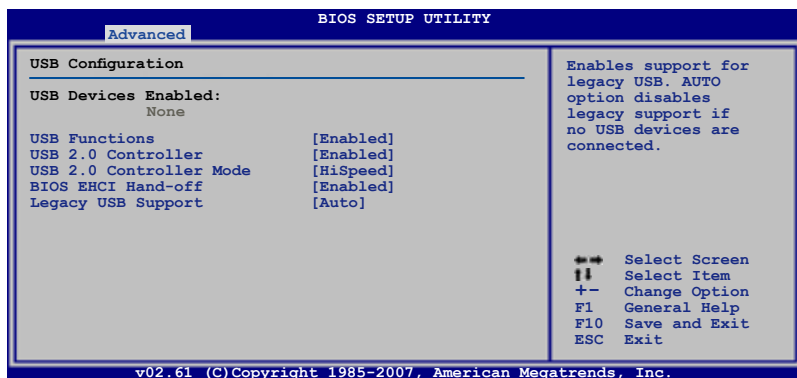 BIOS SETUP UTILITY
Advanced
USB Configuration
USB Devices Enabled:
None
USB Functions [Enabled]
USB 2.0 Controller [Enabled]
USB 2.0 Controller Mode [HiSpeed]
BIOS EHCI Hand-off [Enabled]
Legacy USB Support [Auto]
Enables support for
legacy USB. AUTO
option disables
legacy support if
no USB devices are
connected.
←→ Select Screen
↑↓ Select Item
+- Change Option
F1 General Help
F10 Save and Exit
ESC Exit
v02.61 (C)Copyright 1985-2007, American Megatrends, Inc.